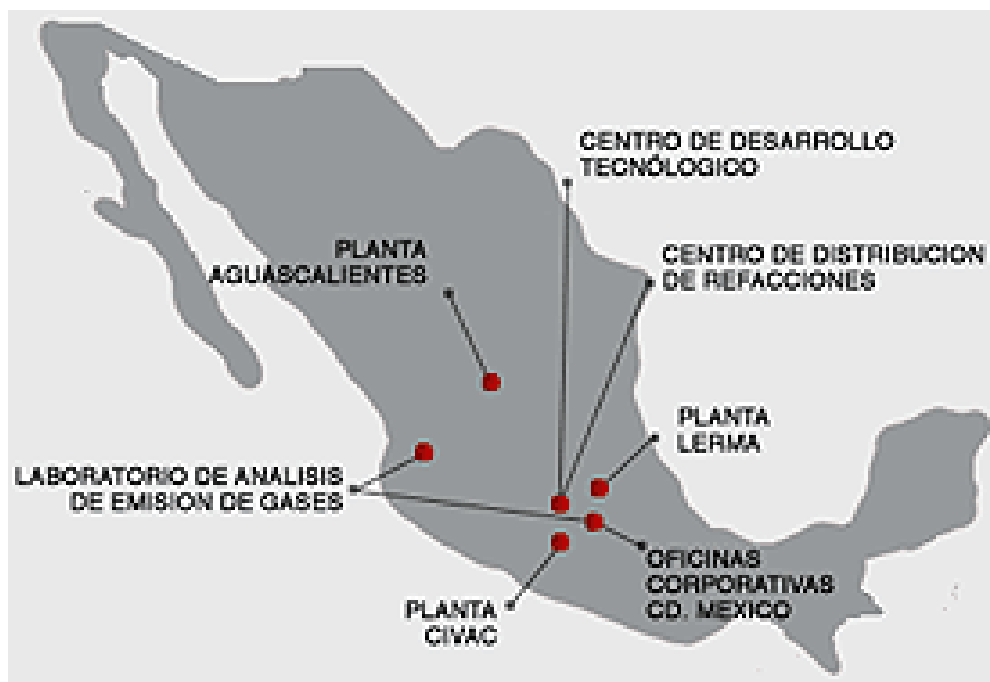 CENTRO DE DESARROLLO
TECNÓLOGICO
PLANTA
AGUASCALIENTES
CENTRO DE DISTRIBUCION
DE REFACCIONES
PLANTA
LERMA
LABORATORIO DE ANALISIS
DE EMISION DE GASES
OFICINAS
CORPORATIVAS
CD. MEXICO
PLANTA
CIVAC